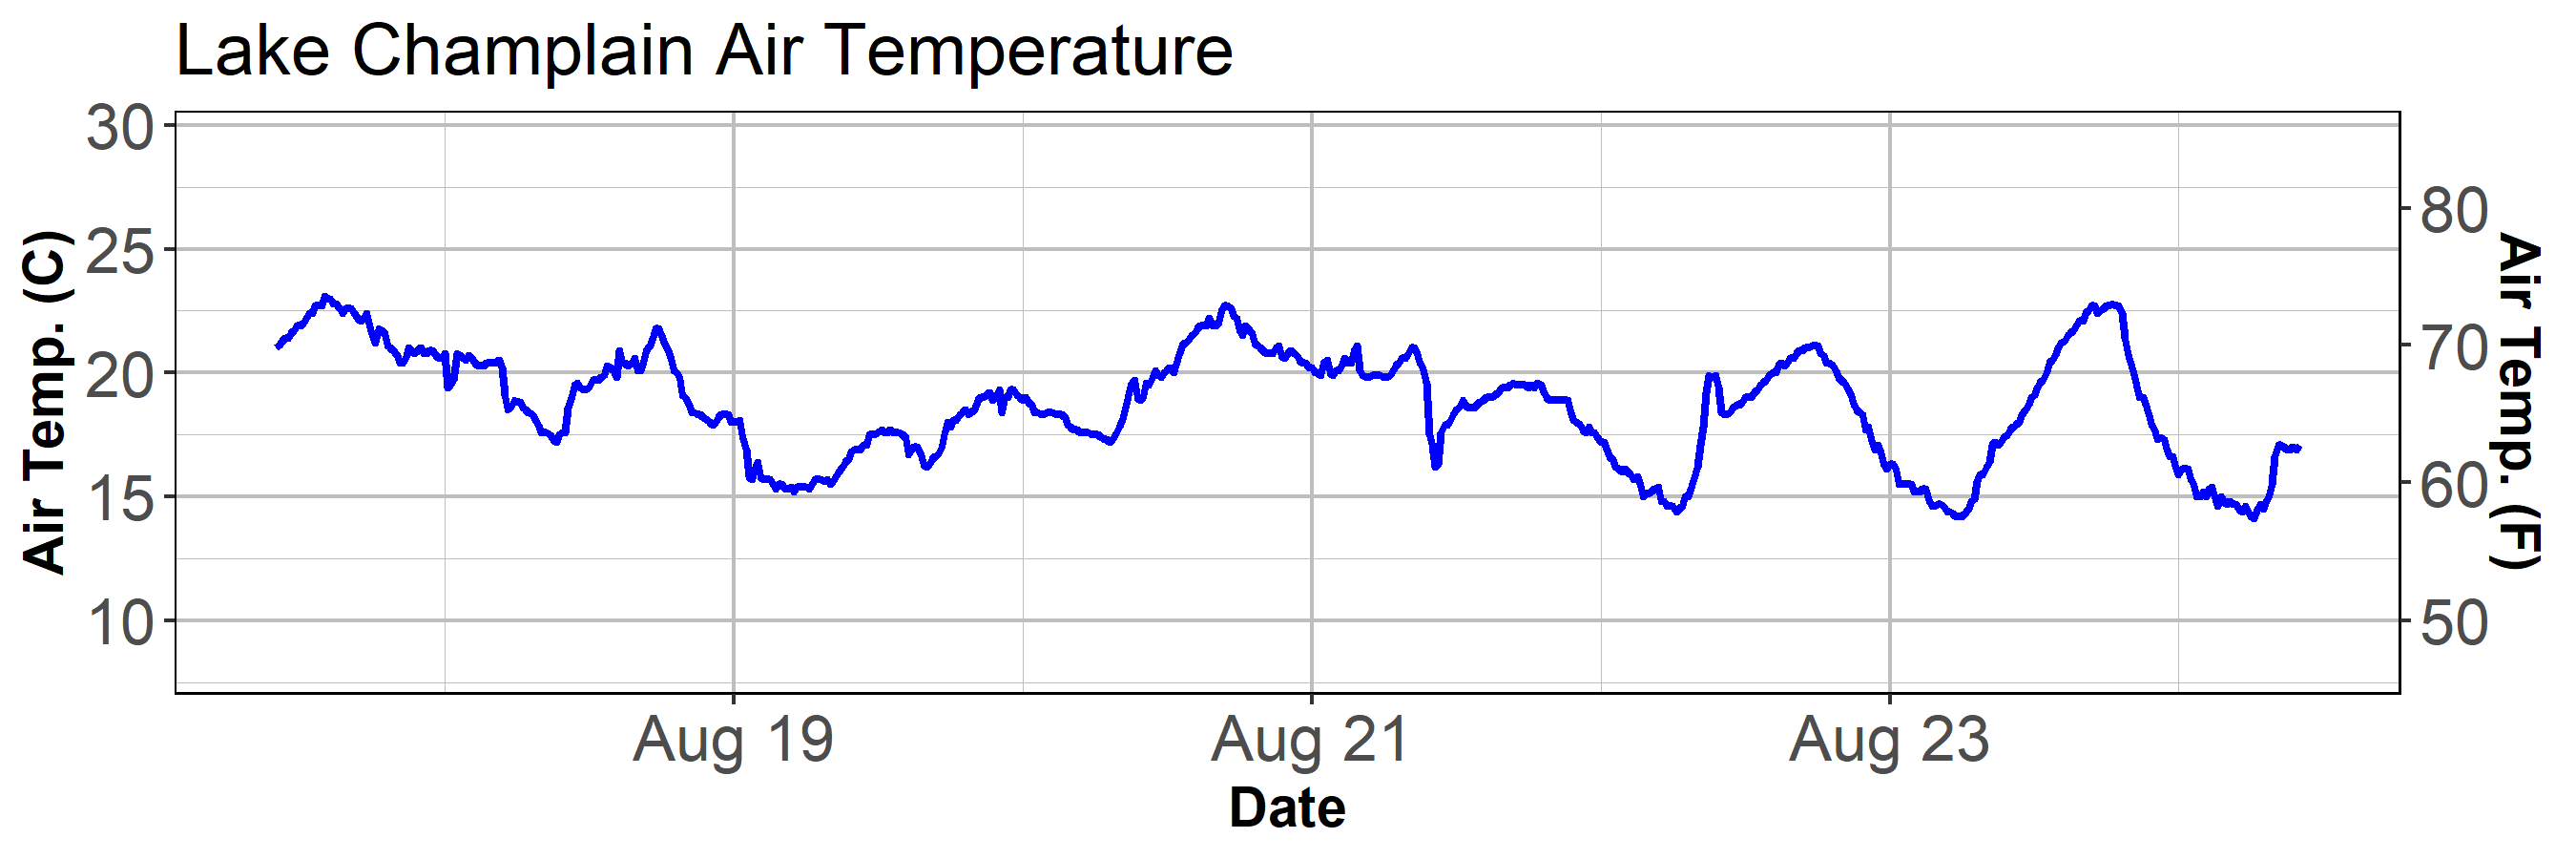 Lake Champlain Air Temperature
30
25
20
15
10
Air Temp. (C)
80
70
60
50
Air Temp. (F)
Aug 19
Aug 21
Aug 23
Date